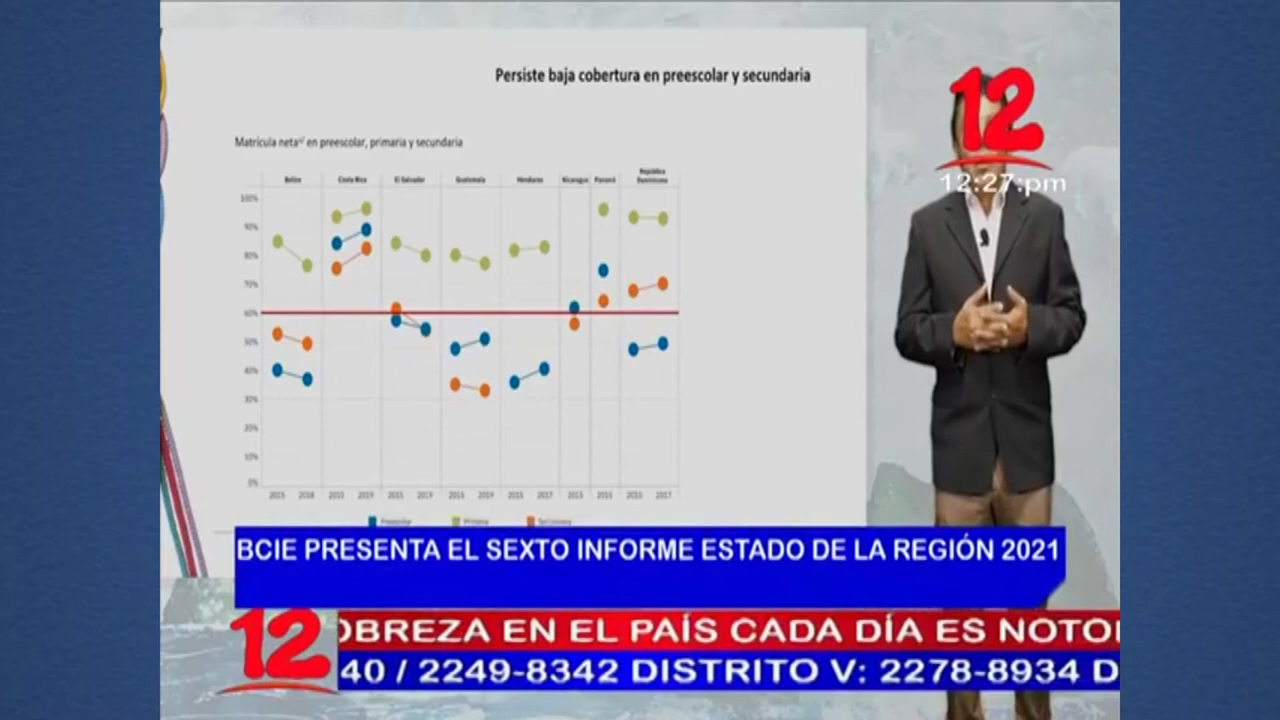 Persiste baja cobertura en preescolar y secundaria
12
12:27:pm
Matrícula neta a/ en preescolar, primaria y secundaria
Belice Costa Rica El Salvador Guatemala Honduras Nicaragua Panamá República Dominicana
100%
90%
80%
70%
60%
50%
40%
30%
20%
10%
0%
2015 2018 2015 2019 2015 2019 2015 2019 2015 2017 2015 2015 2015 2017
Preescolar Primaria Secundaria
BCIE PRESENTA EL SEXTO INFORME ESTADO DE LA REGIÓN 2021
12
OBREZA EN EL PAÍS CADA DÍA ES NOTO
40 / 2249-8342 DISTRITO V: 2278-8934 D